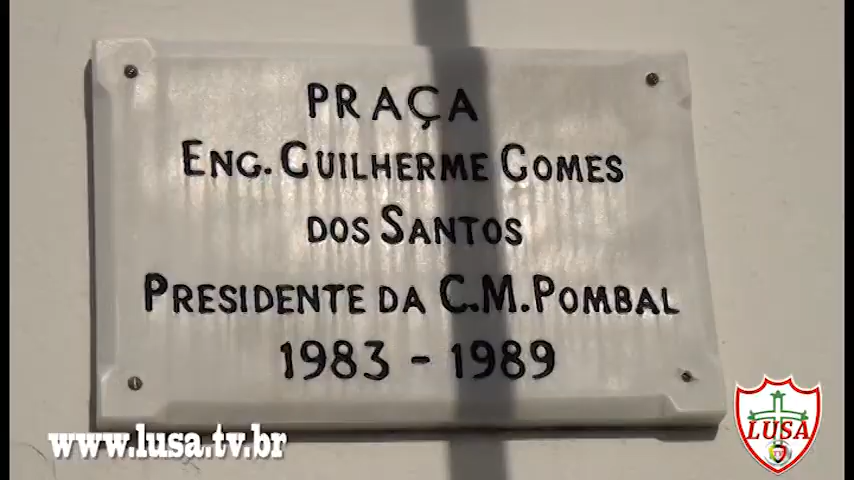 PRAÇA
ENG. GUILHERME GOMES
DOS SANTOS
PRESIDENTE DA C.M. POMBAL
1983 - 1989
www.lusa.tv.br
LUSA